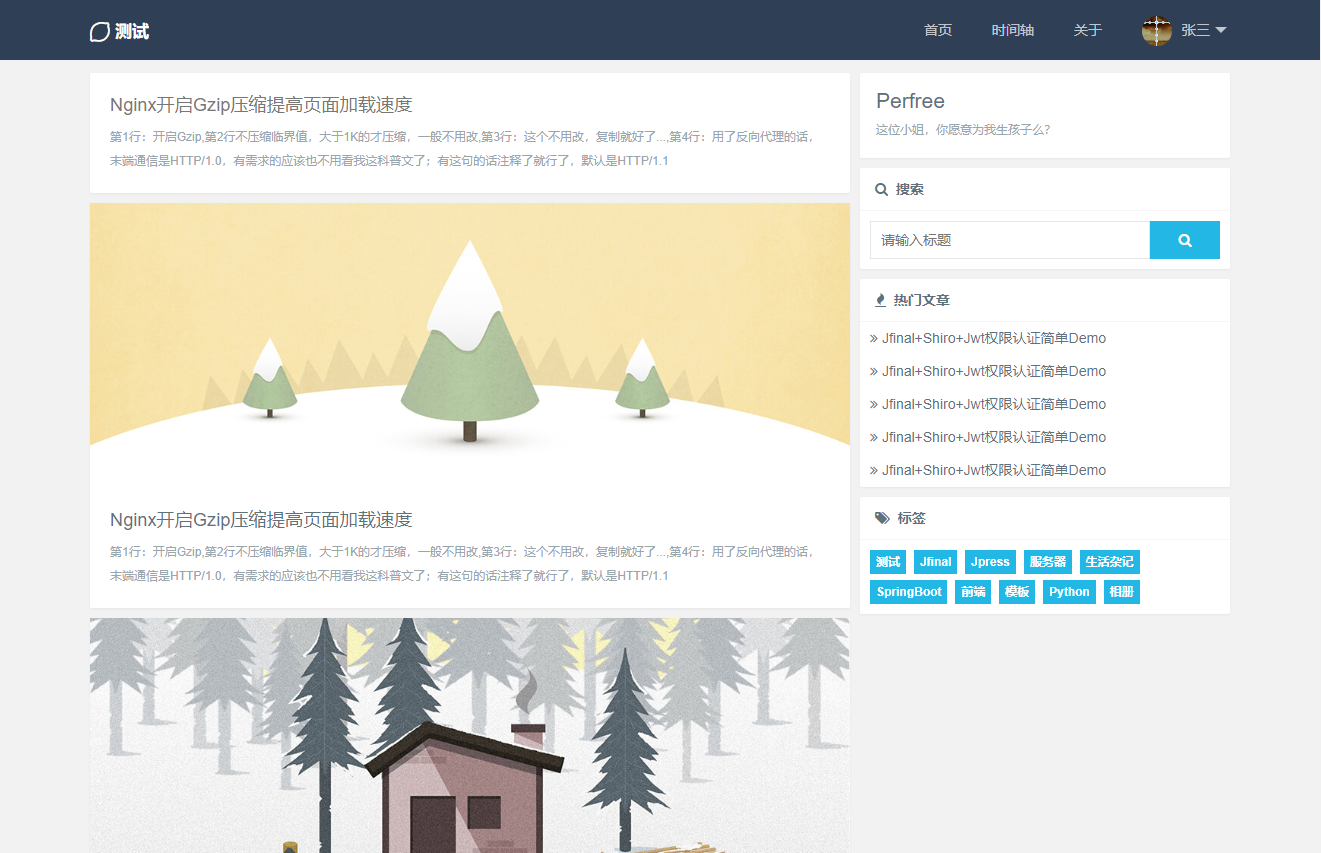 测试
首页 时间轴 关于 张三
Nginx开启Gzip压缩提高页面加载速度
第1行：开启Gzip,第2行不压缩临界值，大于1K的才压缩，一般不用改,第3行：这个不用改，复制就好了...,第4行：用了反向代理的话，
末端通信是HTTP/1.0，有需求的应该也不用看我这科普文了；有这句的话注释了就行了，默认是HTTP/1.1
Nginx开启Gzip压缩提高页面加载速度
第1行：开启Gzip,第2行不压缩临界值，大于1K的才压缩，一般不用改,第3行：这个不用改，复制就好了...,第4行：用了反向代理的话，
末端通信是HTTP/1.0，有需求的应该也不用看我这科普文了；有这句的话注释了就行了，默认是HTTP/1.1
Perfree
这位小姐，你愿意为我生孩子么?
搜索
请输入标题
热门文章
» Jfinal+Shiro+Jwt权限认证简单Demo
» Jfinal+Shiro+Jwt权限认证简单Demo
» Jfinal+Shiro+Jwt权限认证简单Demo
» Jfinal+Shiro+Jwt权限认证简单Demo
» Jfinal+Shiro+Jwt权限认证简单Demo
标签
测试 Jfinal Jpress 服务器 生活杂记
SpringBoot 前端 模板 Python 相册